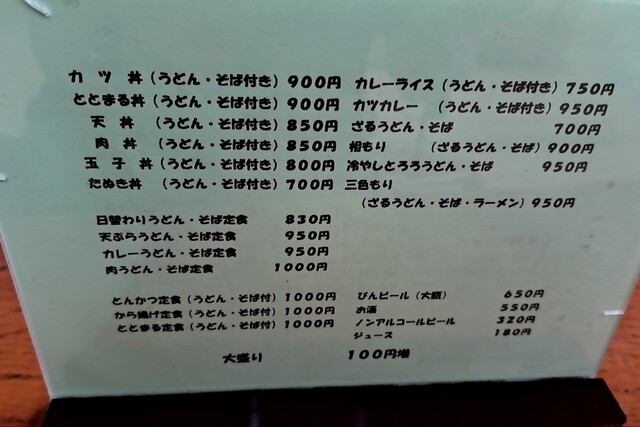 カツ丼（うどん・そば付き）900円 カレーライス（うどん・そば付き）750円
ととまる丼（うどん・そば付き）900円 カツカレー（うどん・そば付き）950円
天丼（うどん・そば付き）850円 ざるうどん・そば 700円
肉丼（うどん・そば付き）850円 相もり（ざるうどん・そば）900円
玉子丼（うどん・そば付き）800円 冷やしとろろうどん・そば 950円
たぬき丼（うどん・そば付き）700円 三色もり
（ざるうどん・そば・ラーメン）950円
日替わりうどん・そば定食 830円
天ぷらうどん・そば定食 950円
カレーうどん・そば定食 950円
肉うどん・そば定食 1000円
とんかつ定食（うどん・そば付）1000円 びんビール（大瓶） 650円
から揚げ定食（うどん・そば付）1000円 お酒 550円
ととまる定食（うどん・そば付）1000円 ノンアルコールビール 320円
ジュース 180円
大盛り 100円増